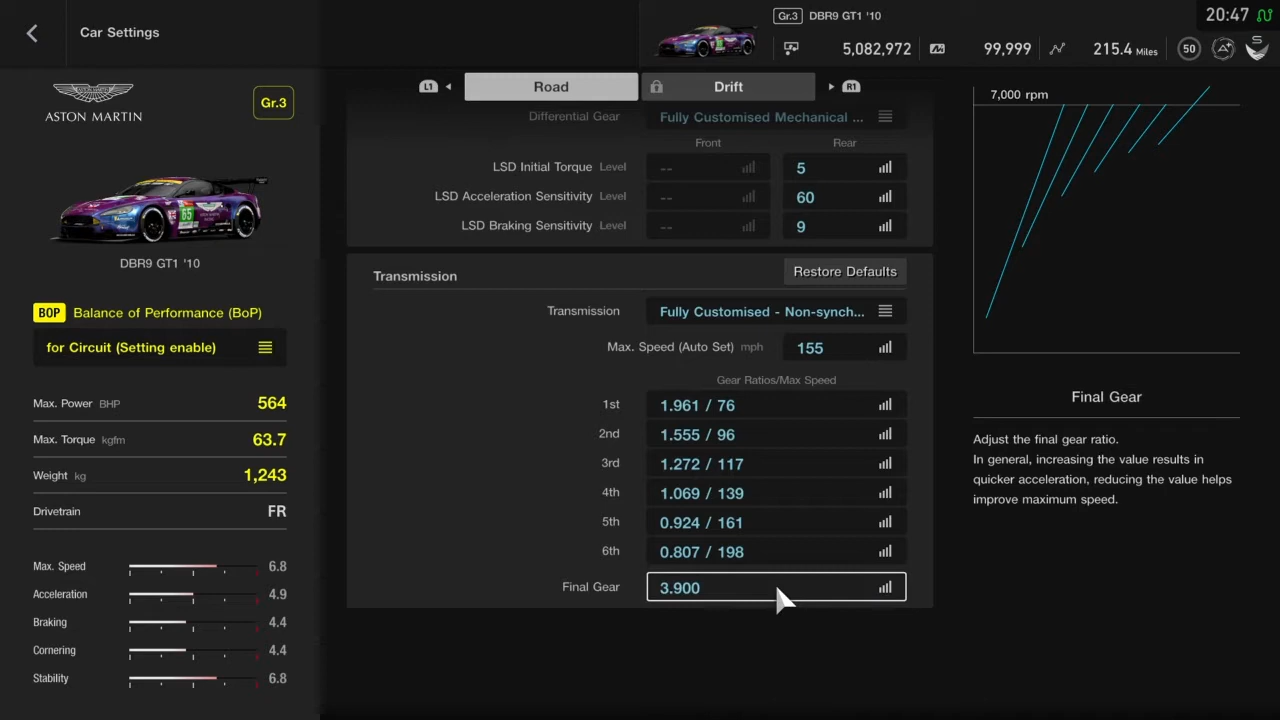 Car Settings
Gr.3 DBR9 GT1 '10
20:47
5,082,972 99,999 215.4 Miles 50 A S
ASTON MARTIN
Gr.3
65
DBR9 GT1 '10
BOP Balance of Performance (BoP)
for Circuit (Setting enable)
Max. Power BHP 564
Max. Torque kgfm 63.7
Weight kg 1,243
Drivetrain FR
Max. Speed 6.8
Acceleration 4.9
Braking 4.4
Cornering 4.4
Stability 6.8
L1 Road Drift R1
Differential Gear Fully Customised Mechanical ...
Front Rear
LSD Initial Torque Level -- 5
LSD Acceleration Sensitivity Level -- 60
LSD Braking Sensitivity Level -- 9
Transmission Restore Defaults
Transmission Fully Customised - Non-synch...
Max. Speed (Auto Set) mph 155
Gear Ratios/Max Speed
1st 1.961 / 76
2nd 1.555 / 96
3rd 1.272 / 117
4th 1.069 / 139
5th 0.924 / 161
6th 0.807 / 198
Final Gear 3.900
7,000 rpm
Final Gear
Adjust the final gear ratio.
In general, increasing the value results in
quicker acceleration, reducing the value helps
improve maximum speed.